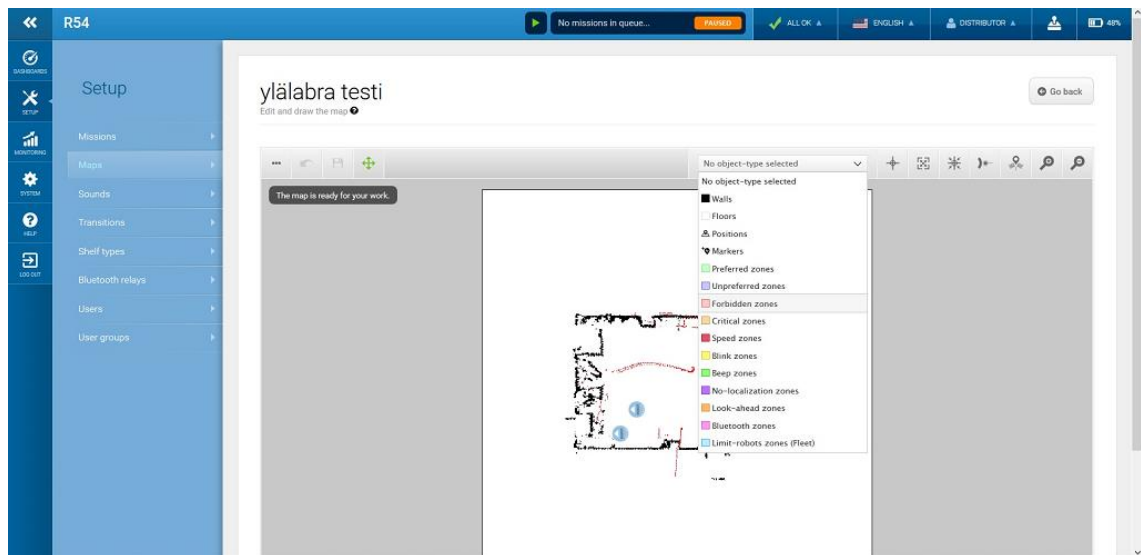 R54
No missions in queue...
PAUSED
ALL OK
ENGLISH
DISTRIBUTOR
48%
DASHBOARDS
SETUP
MONITORING
SYSTEM
HELP
LOG OUT
Setup
Missions
Maps
Sounds
Transitions
Shelf types
Bluetooth relays
Users
User groups
ylälabra testi
Edit and draw the map
Go back
No object-type selected
The map is ready for your work.
No object-type selected
Walls
Floors
Positions
Markers
Preferred zones
Unpreferred zones
Forbidden zones
Critical zones
Speed zones
Blink zones
Beep zones
No-localization zones
Look-ahead zones
Bluetooth zones
Limit-robots zones (Fleet)